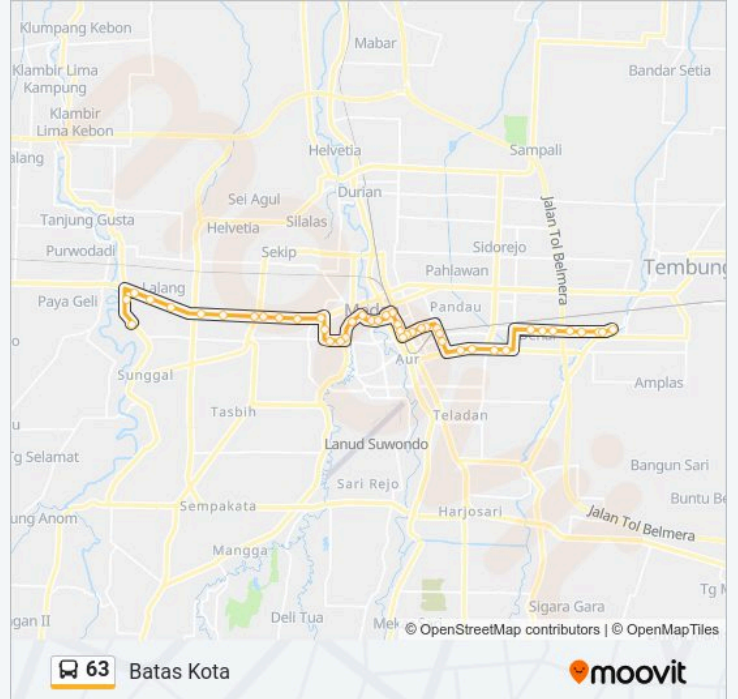 Klumpang Kebon
Mabar
Klambir Lima
Kampung
Bandar Setia
Klambir
Lima Kebon
alang
Helvetia
Sampali
Durian
Sei Agul
Jalan Tol Belmera
Tanjung Gusta
Helvetia
Silalas
Purwodadi
Sekip
Sidorejo
Lalang
Pahlawan
Tembung
Paya Geli
Med
Pandau
o
Denai
Aur
Sunggal
Amplas
Tasbih
Teladan
u
Lanud Suwondo
g Selamat
Bangun Sari
Sari Rejo
Sempakata
Buntu Be
ung Anom
Harjosari
Jalan Tol Belmera
Mangga
Tg M
Sigara Gara
gan II
Deli Tua
Mek
© OpenStreetMap contributors | © OpenMapTiles
63 Batas Kota
moovit